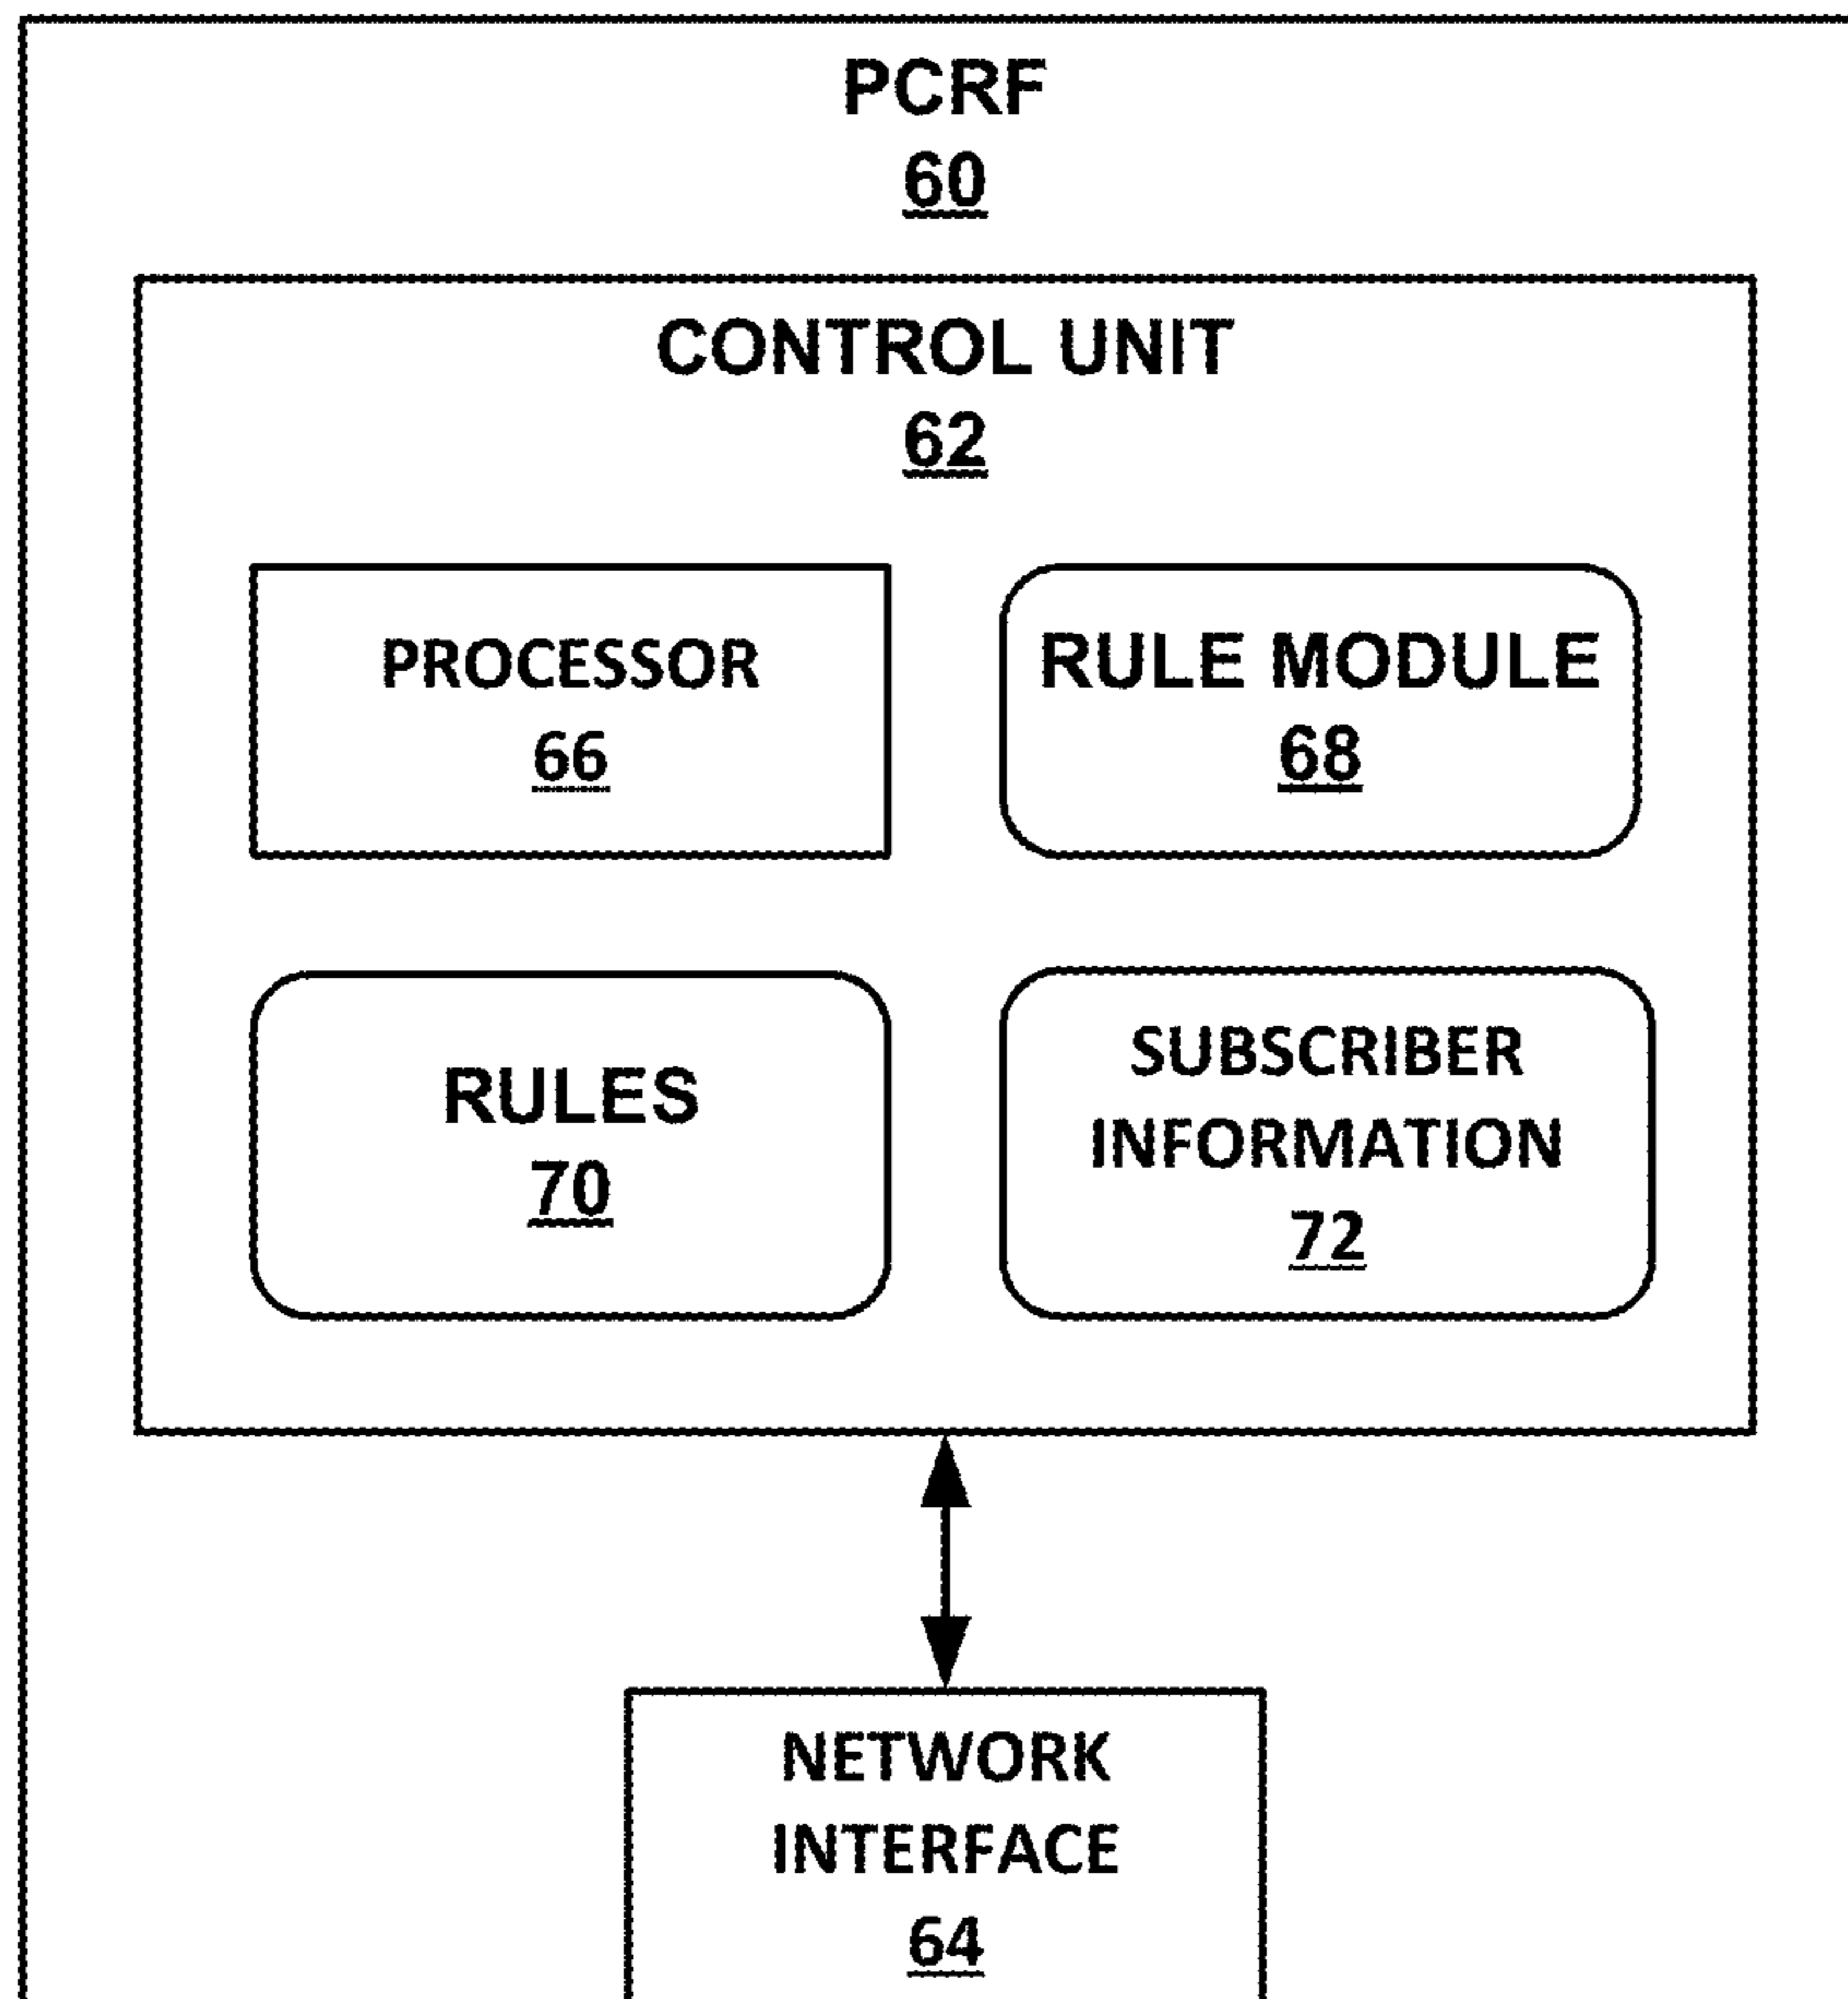 PCRF
60
CONTROL UNIT
62
PROCESSOR
66
RULE MODULE
68
RULES
70
SUBSCRIBER
INFORMATION
72
NETWORK
INTERFACE
64